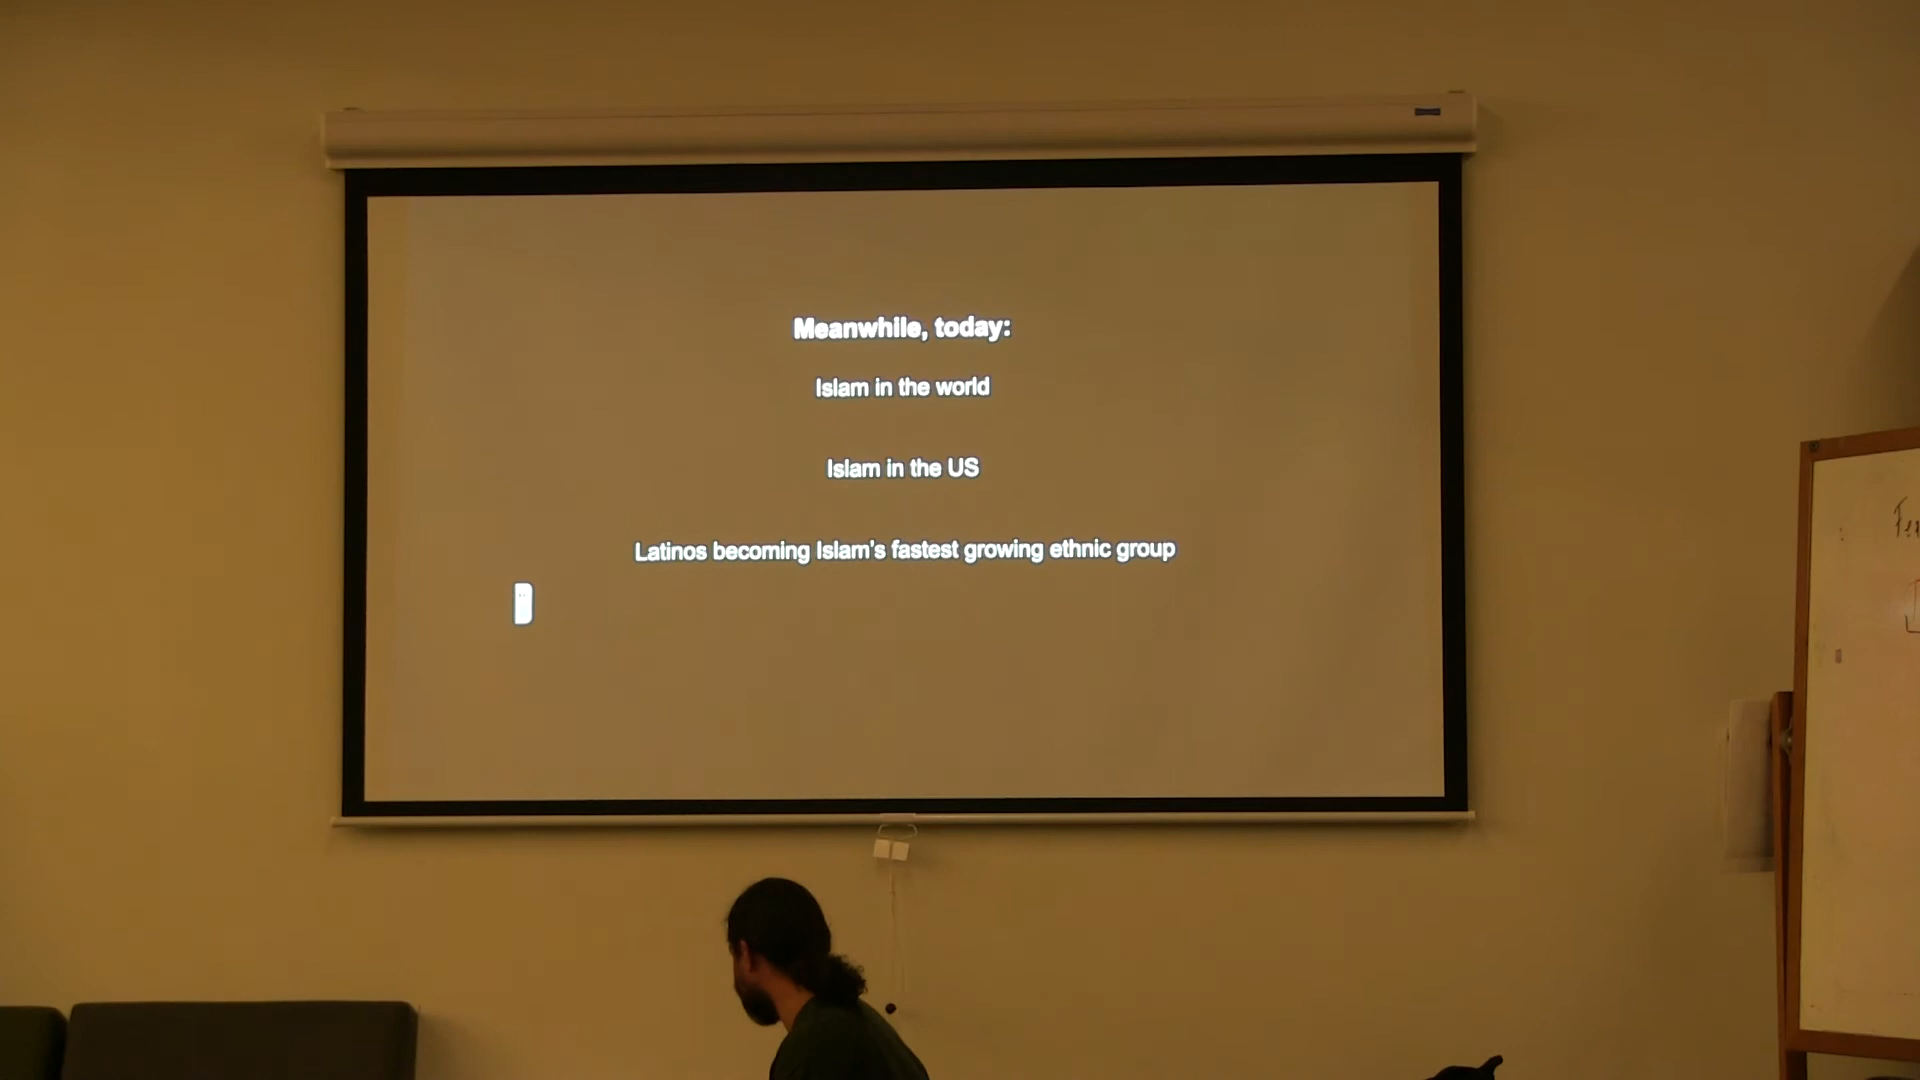 Meanwhile, today:
Islam in the world
Islam in the US
Latinos becoming Islam's fastest growing ethnic group